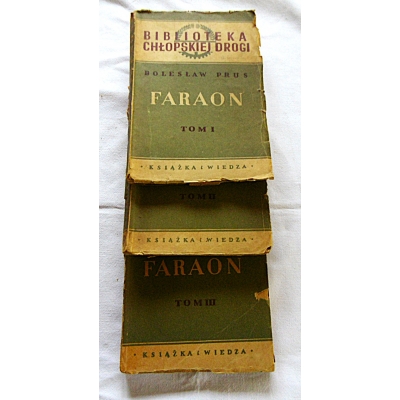 BIBLIOTEKA
CHŁOPSKIEJ DROGI
BOLESŁAW PRUS
FARAON
TOM I
· KSIĄŻKA I WIEDZA ·
TOM II
· KSIĄŻKA I WIEDZA ·
FARAON
TOM III
· KSIĄŻKA I WIEDZA ·